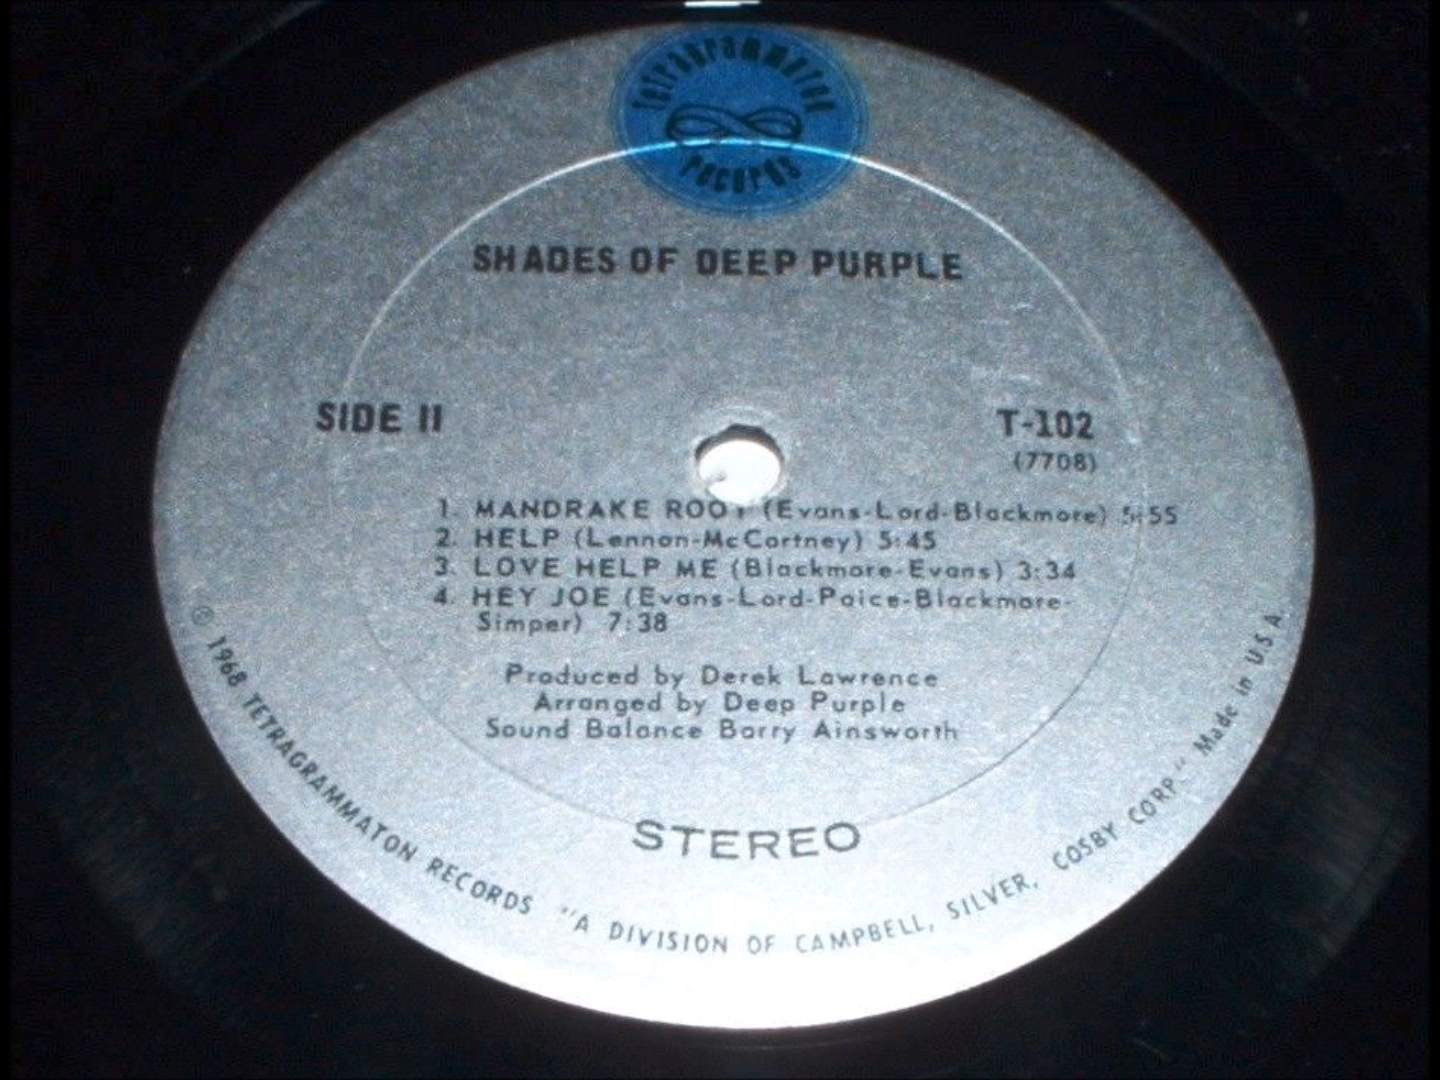 tetragrammaton
records
SHADES OF DEEP PURPLE
SIDE II
T-102
(7708)
1. MANDRAKE ROOT (Evans-Lord-Blackmore) 5:55
2. HELP (Lennon-McCartney) 5:45
3. LOVE HELP ME (Blackmore-Evans) 3:34
4. HEY JOE (Evans-Lord-Paice-Blackmore-
Simper) 7:38
Produced by Derek Lawrence
Arranged by Deep Purple
Sound Balance Barry Ainsworth
STEREO
© 1968 TETRAGRAMMATON RECORDS "A DIVISION OF CAMPBELL, SILVER, COSBY CORP." Made in U.S.A.